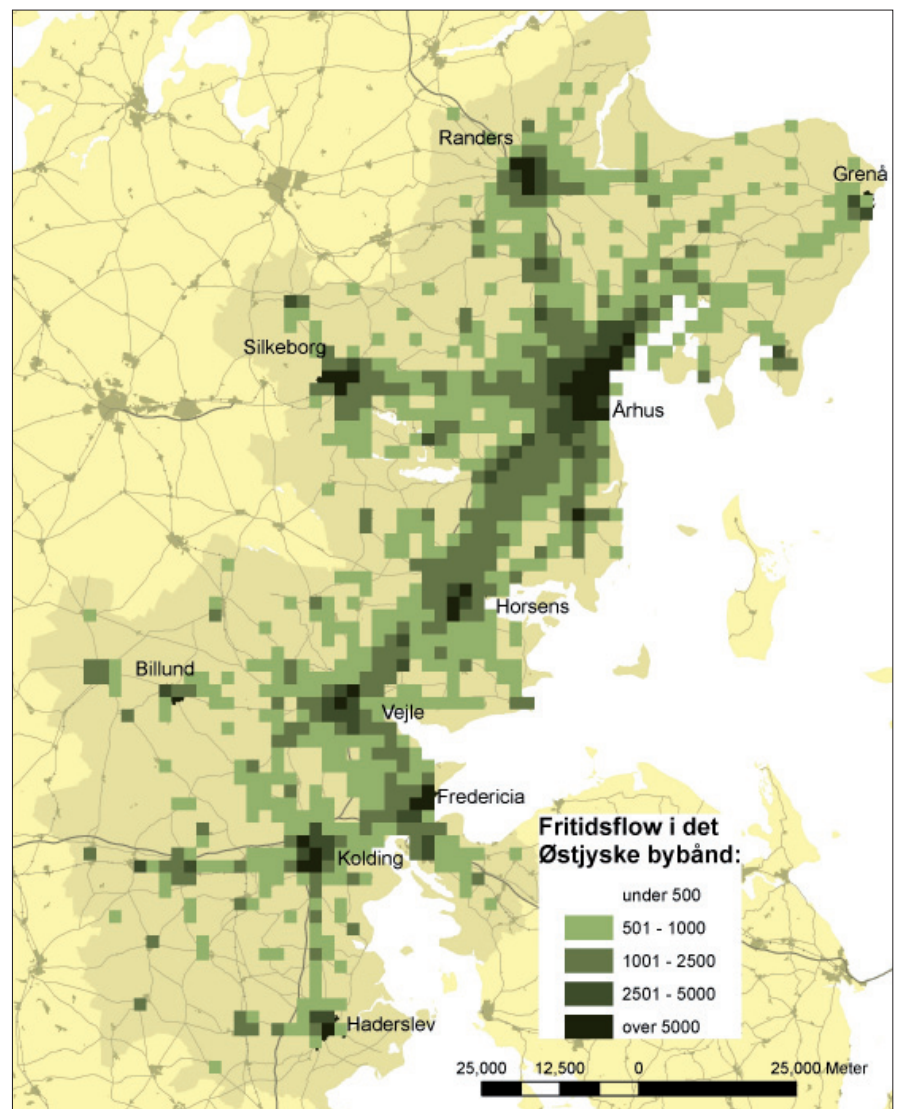 Randers
Grenå
Silkeborg
Århus
Horsens
Billund
Vejle
Fredericia
Kolding
Haderslev
Fritidsflow i det
Østjyske bybånd:
under 500
501 - 1000
1001 - 2500
2501 - 5000
over 5000
25,000 12,500 0 25,000 Meter